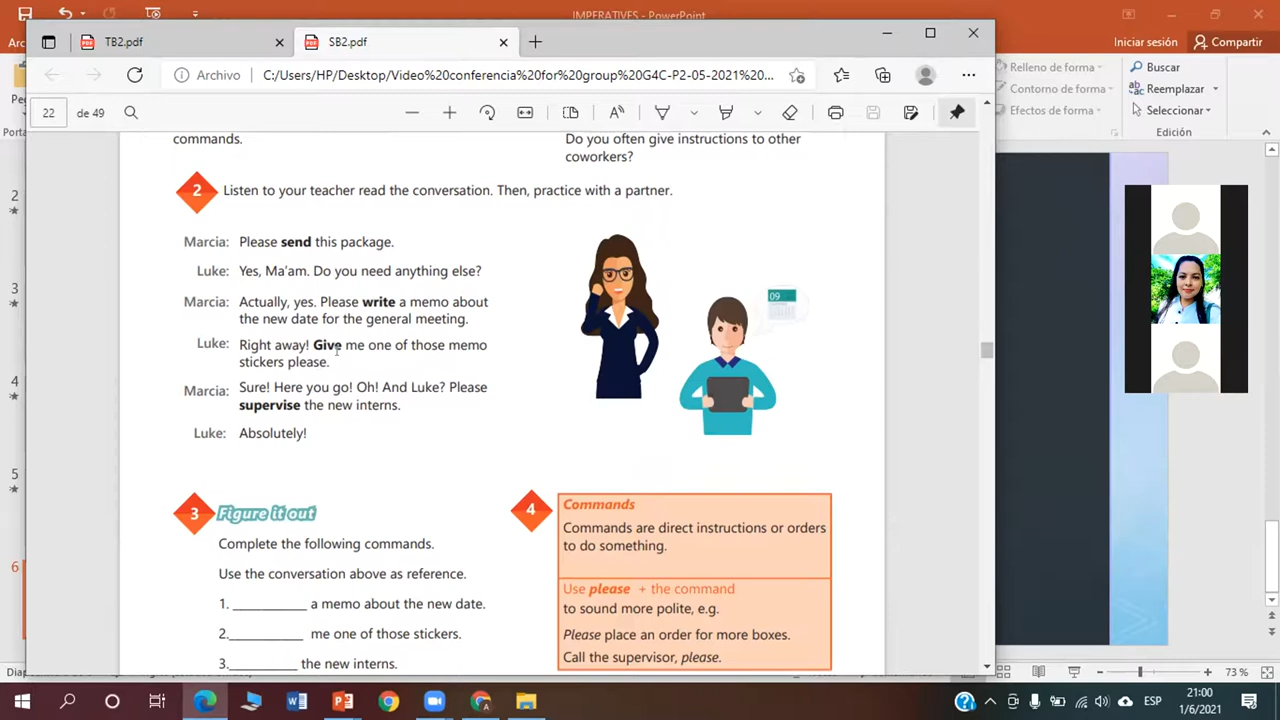 IMPERATIVES - PowerPoint
TB2.pdf
SB2.pdf
Iniciar sesión
Compartir
Archivo
C:/Users/HP/Desktop/Video%20conferencia%20for%20group%20G4C-P2-05-2021%20...
Relleno de forma
Contorno de forma
Efectos de forma
Buscar
Reemplazar
Seleccionar
Edición
22
de 49
commands.
Do you often give instructions to other
coworkers?
2
Listen to your teacher read the conversation. Then, practice with a partner.
Marcia: Please send this package.
Luke: Yes, Ma'am. Do you need anything else?
Marcia: Actually, yes. Please write a memo about
the new date for the general meeting.
Luke: Right away! Give me one of those memo
stickers please.
Marcia: Sure! Here you go! Oh! And Luke? Please
supervise the new interns.
Luke: Absolutely!
09
3
Figure it out
Complete the following commands.
Use the conversation above as reference.
1. ___________ a memo about the new date.
2.___________ me one of those stickers.
3.__________ the new interns.
4
Commands
Commands are direct instructions or orders
to do something.
Use please + the command
to sound more polite, e.g.
Please place an order for more boxes.
Call the supervisor, please.
2
3
4
5
6
73 %
ESP
21:00
1/6/2021